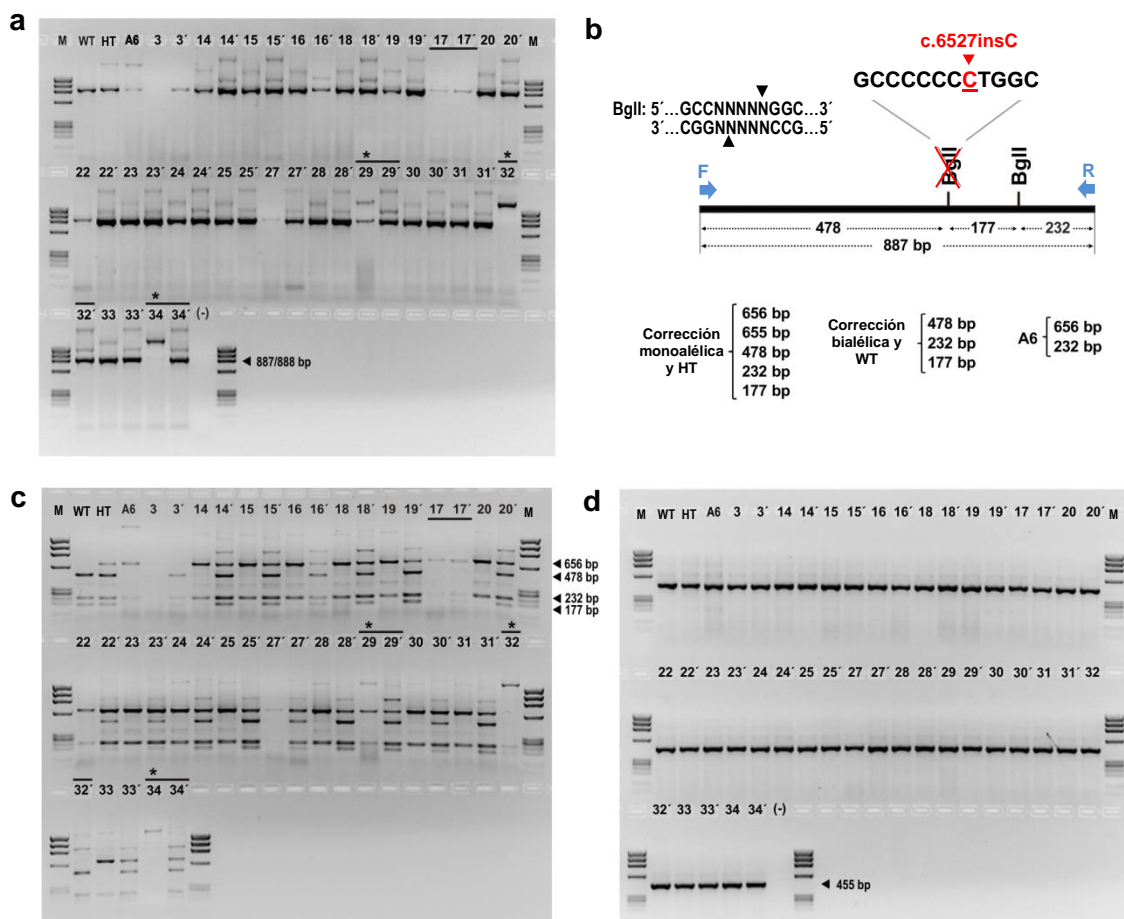 a
M WT HT A6 3 3´ 14 14´ 15 15´ 16 16´ 18 18´ 19 19´ 17 17´ 20 20´ M
* *
22 22´ 23 23´ 24 24´ 25 25´ 27 27´ 28 28´ 29 29´ 30 30´ 31 31´ 32
*
32´ 33 33´ 34 34´ (-)
887/888 bp
b
c.6527insC
GCCCCCCCTGGC
BglI: 5´...GCCNNNNNGGC...3´
3´...CGGNNNNNCCG...5´
F BglI BglI R
478 177 232
887 bp
Corrección monoalélica y HT
656 bp
655 bp
478 bp
232 bp
177 bp
Corrección bialélica y WT
478 bp
232 bp
177 bp
A6
656 bp
232 bp
c
M WT HT A6 3 3´ 14 14´ 15 15´ 16 16´ 18 18´ 19 19´ 17 17´ 20 20´ M
656 bp
478 bp
232 bp
177 bp
* *
22 22´ 23 23´ 24 24´ 25 25´ 27´ 27´ 28 28´ 29 29´ 30 30´ 31 31´ 32
*
32´ 33 33´ 34 34´
d
M WT HT A6 3 3´ 14 14´ 15 15´ 16 16´ 18 18´ 19 19´ 17 17´ 20 20´ M
22 22´ 23 23´ 24 24´ 25 25´ 27 27´ 28 28´ 29 29´ 30 30´ 31 31´ 32
32´ 33 33´ 34 34´ (-)
455 bp